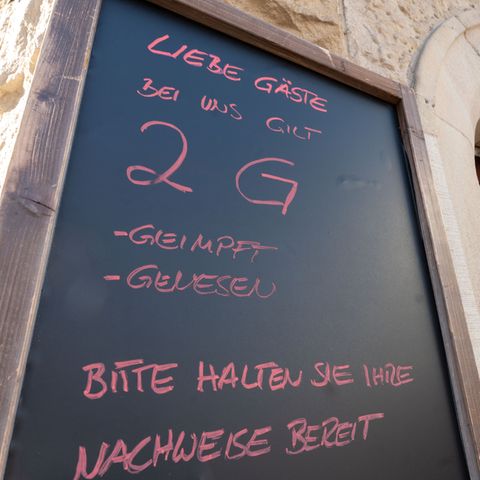 LIEBE GÄSTE
BEI UNS GILT
2 G
-GEIMPFT
-GENESEN
BITTE HALTEN SIE IHRE
NACHWEISE BEREIT